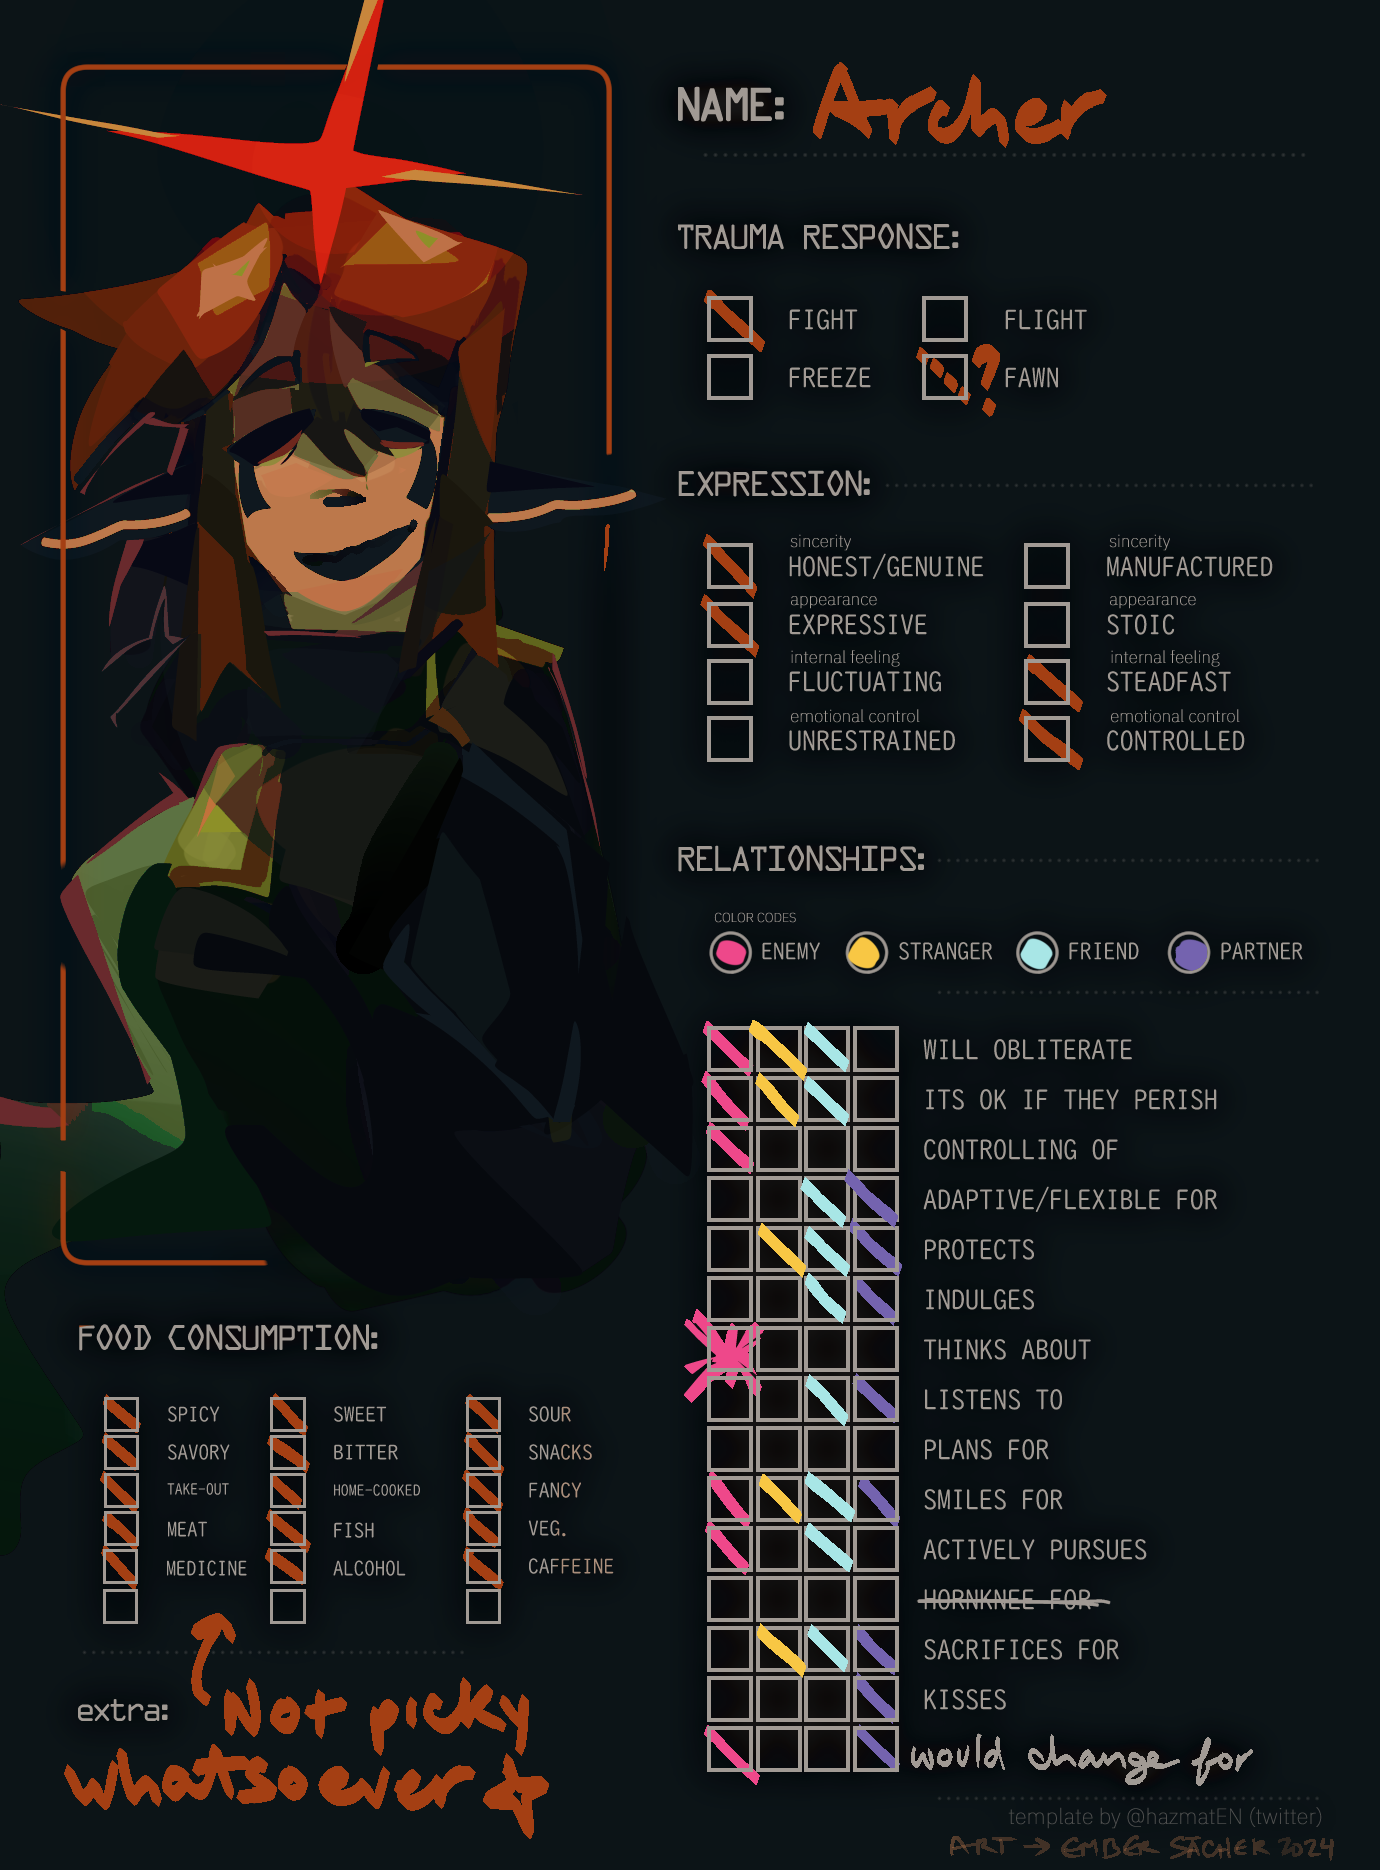 NAME: Archer
TRAUMA RESPONSE:
FIGHT
FLIGHT
FREEZE
? FAWN
EXPRESSION:
sincerity
HONEST/GENUINE
sincerity
MANUFACTURED
appearance
EXPRESSIVE
appearance
STOIC
internal feeling
FLUCTUATING
internal feeling
STEADFAST
emotional control
UNRESTRAINED
emotional control
CONTROLLED
RELATIONSHIPS:
COLOR CODES
ENEMY
STRANGER
FRIEND
PARTNER
WILL OBLITERATE
ITS OK IF THEY PERISH
CONTROLLING OF
ADAPTIVE/FLEXIBLE FOR
PROTECTS
INDULGES
THINKS ABOUT
LISTENS TO
PLANS FOR
SMILES FOR
ACTIVELY PURSUES
HORNKNEE FOR
SACRIFICES FOR
KISSES
would change for
FOOD CONSUMPTION:
SPICY
SWEET
SOUR
SAVORY
BITTER
SNACKS
TAKE-OUT
HOME-COOKED
FANCY
MEAT
FISH
VEG.
MEDICINE
ALCOHOL
CAFFEINE
extra: Not picky
whatsoever
template by @hazmatEN (twitter)
ART → EMBER SACHER 2024